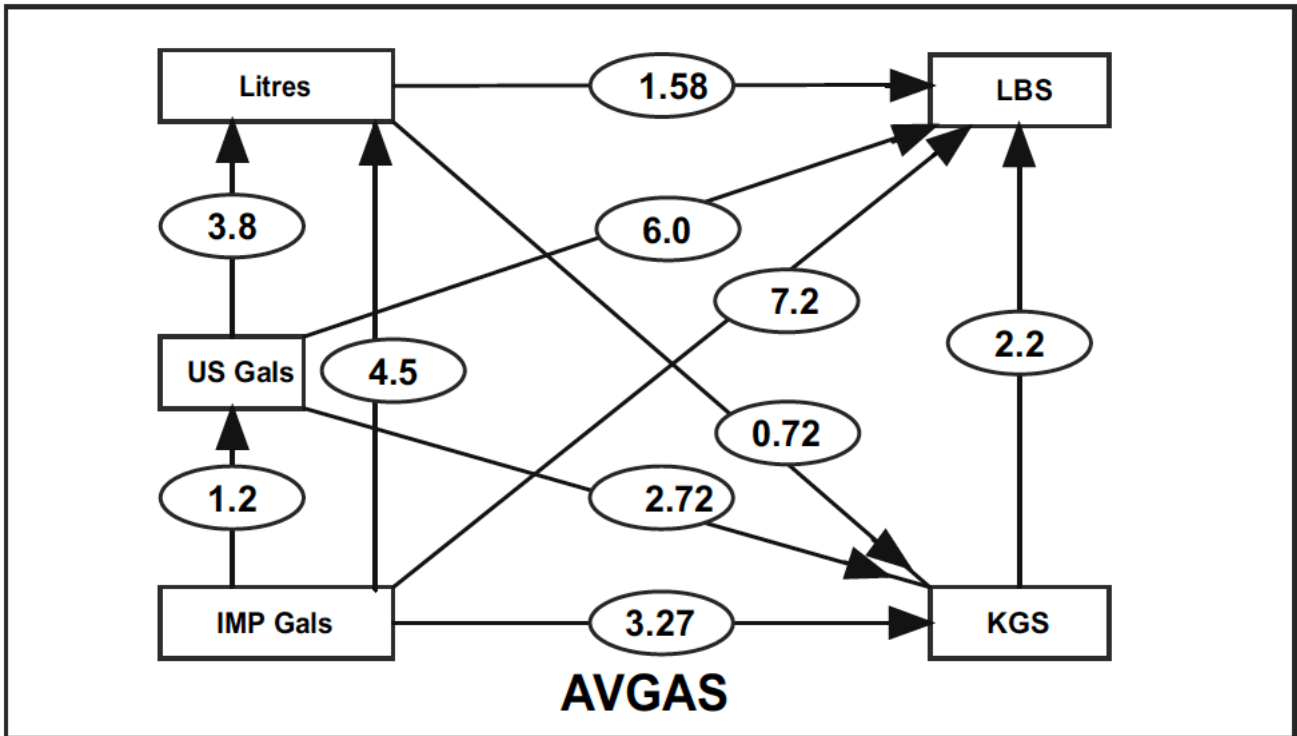 Litres
1.58
LBS
3.8
6.0
7.2
US Gals
4.5
2.2
0.72
1.2
2.72
IMP Gals
3.27
KGS
AVGAS